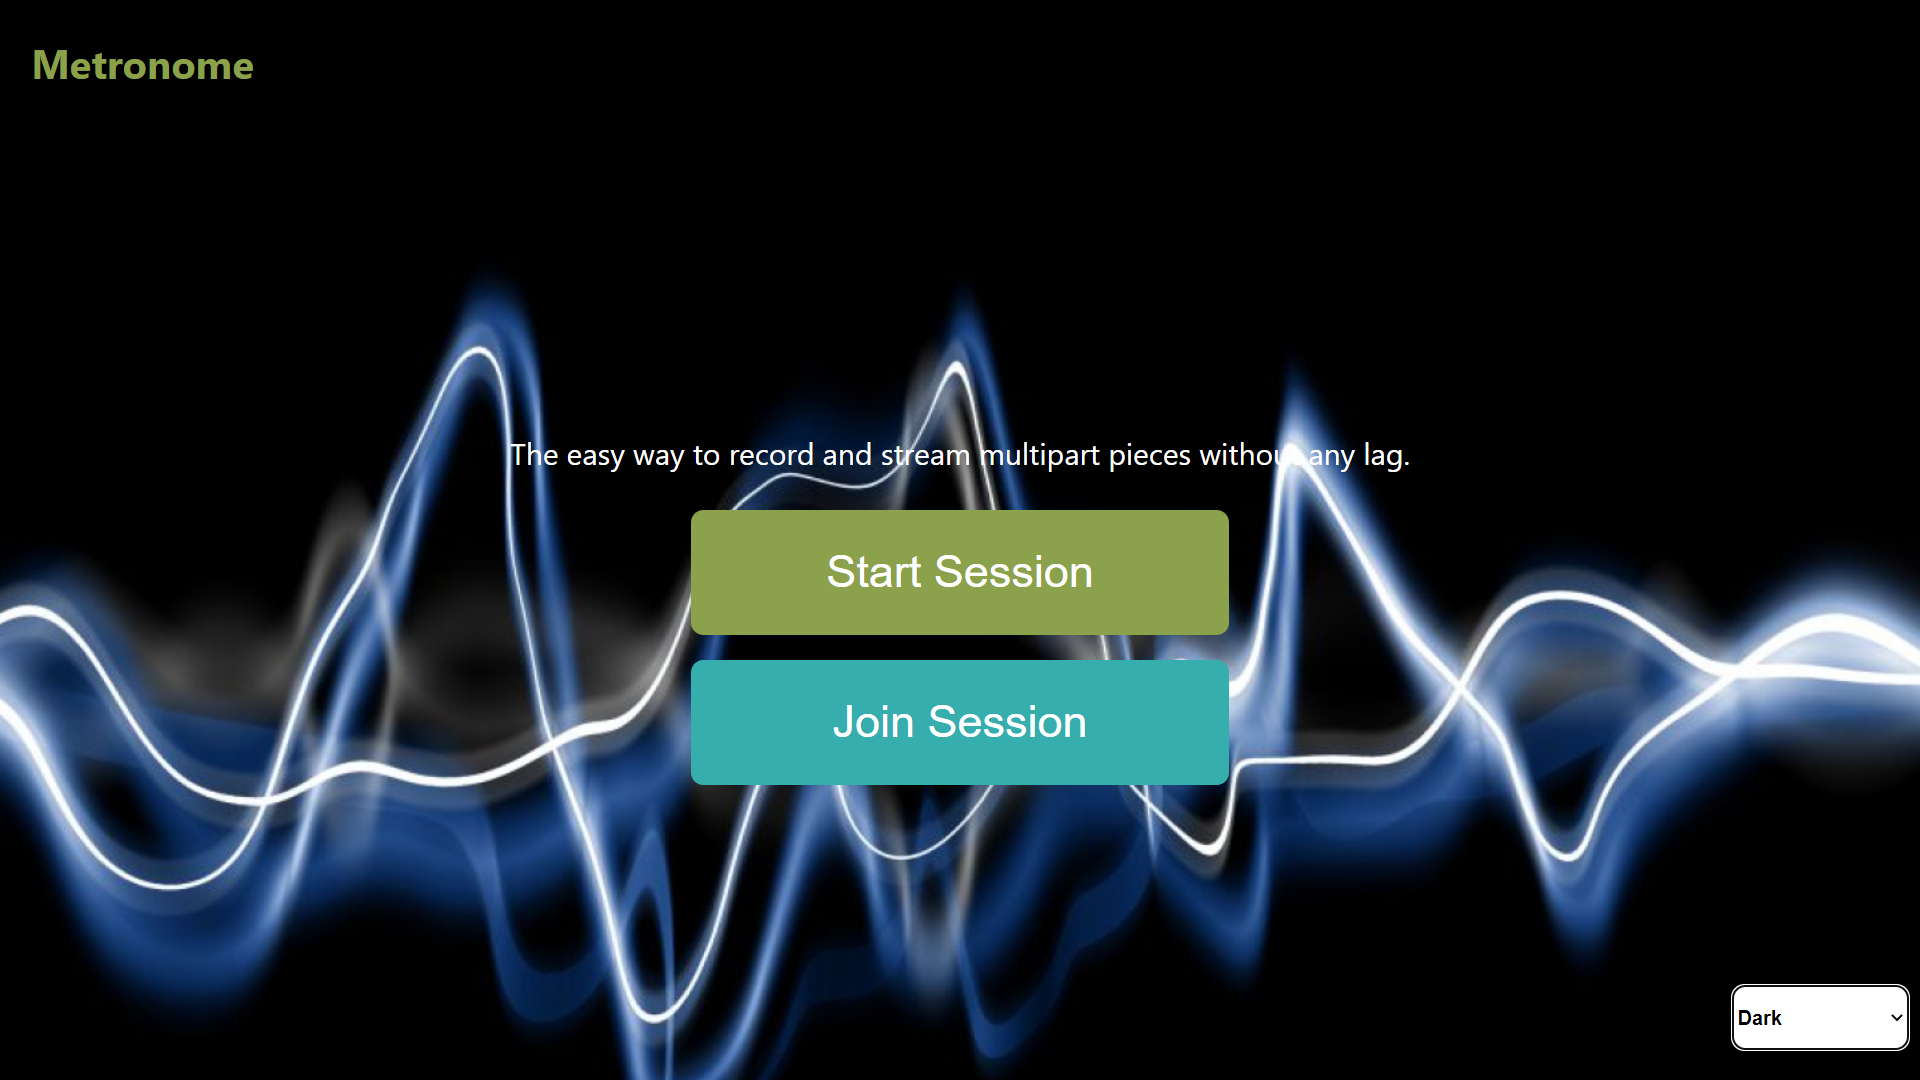 Metronome
The easy way to record and stream multipart pieces without any lag.
Start Session
Join Session
Dark